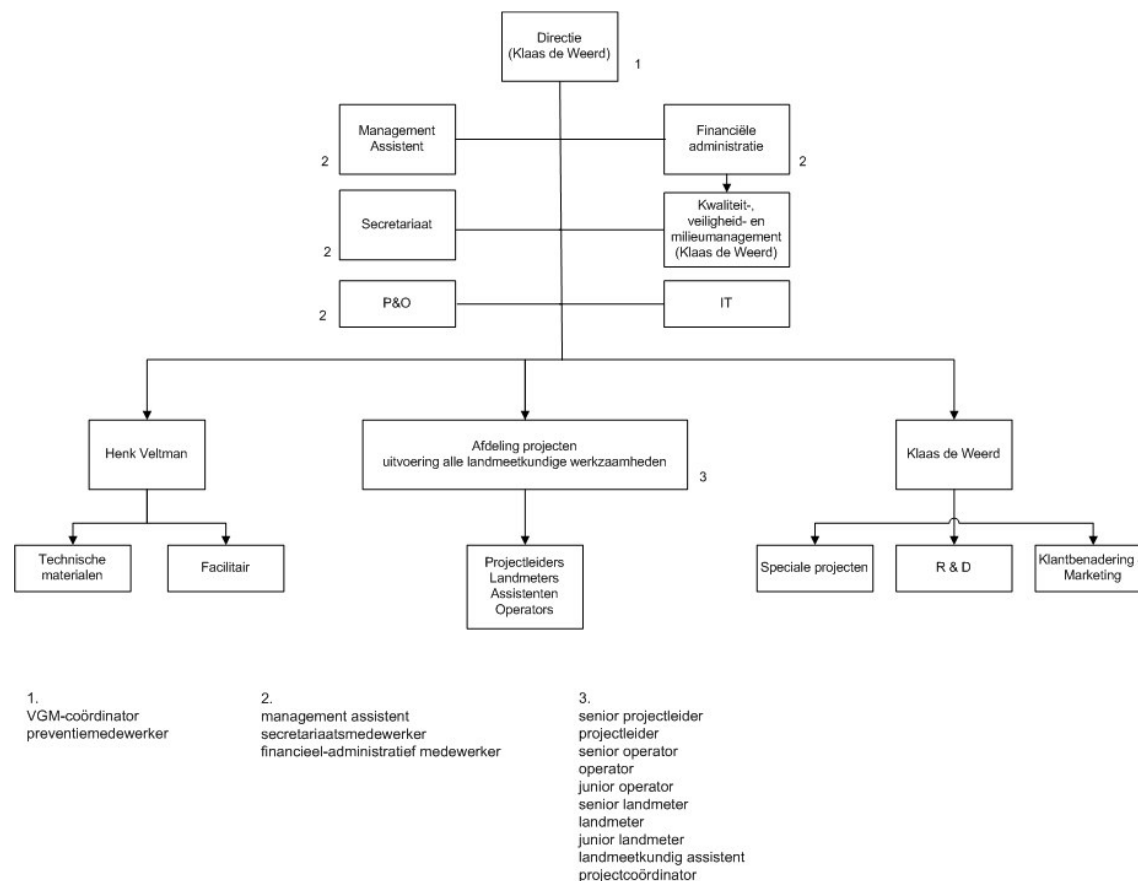 Directie
(Klaas de Weerd)
1
Management
Assistent
2
Financiële
administratie
2
Secretariaat
2
Kwaliteit-,
veiligheid- en
milieumanagement
(Klaas de Weerd)
P&O
2
IT
Henk Veltman
Afdeling projecten
uitvoering alle landmeetkundige werkzaamheden
3
Klaas de Weerd
Technische
materialen
Facilitair
Projectleiders
Landmeters
Assistenten
Operators
Speciale projecten
R & D
Klantbenadering
Marketing
1.
VGM-coördinator
preventiemedewerker
2.
management assistent
secretariaatsmedewerker
financieel-administratief medewerker
3.
senior projectleider
projectleider
senior operator
operator
junior operator
senior landmeter
landmeter
junior landmeter
landmeetkundig assistent
projectcoördinator